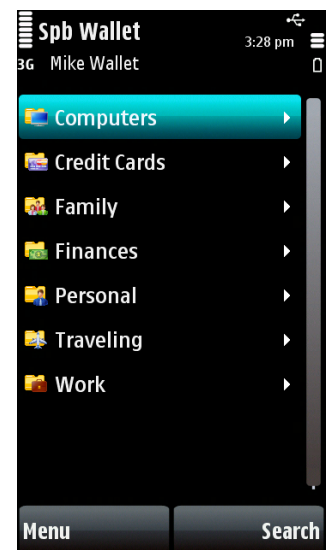 Spb Wallet
3:28 pm
3G Mike Wallet
Computers
Credit Cards
Family
Finances
Personal
Traveling
Work
Menu Search